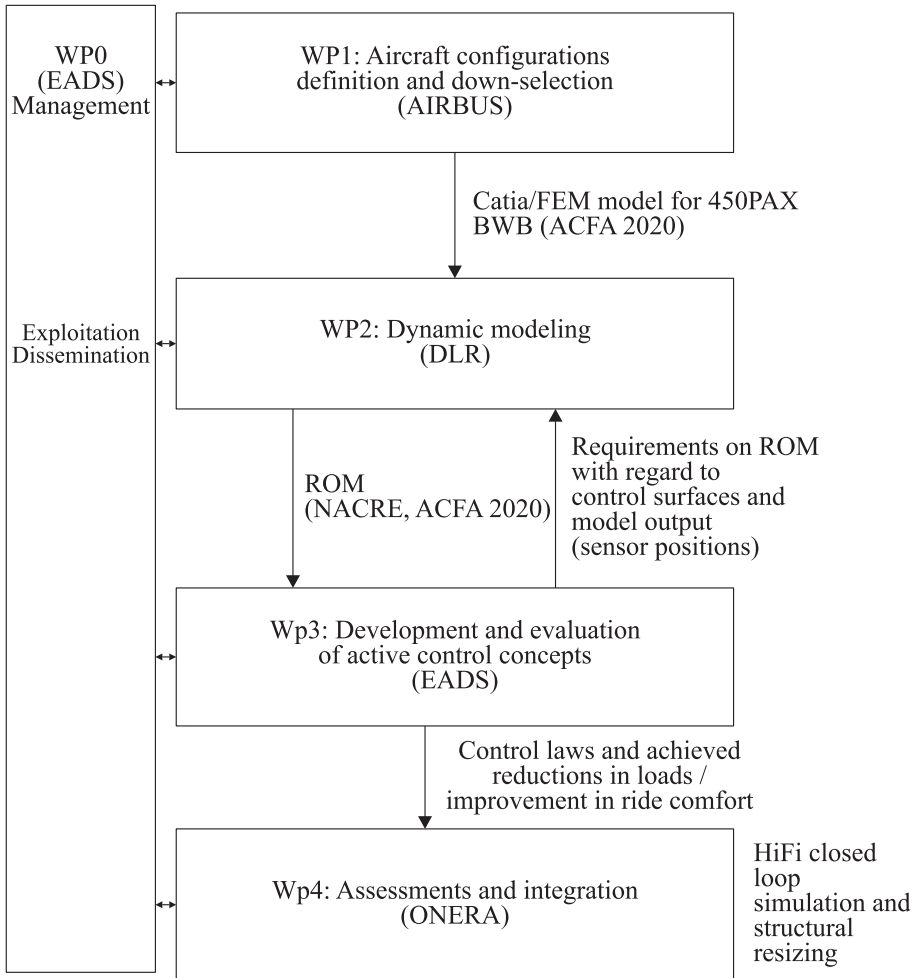 WP0
(EADS)
Management
WP1: Aircraft configurations
definition and down-selection
(AIRBUS)
Catia/FEM model for 450PAX
BWB (ACFA 2020)
Exploitation
Dissemination
WP2: Dynamic modeling
(DLR)
ROM
(NACRE, ACFA 2020)
Requirements on ROM
with regard to
control surfaces and
model output
(sensor positions)
Wp3: Development and evaluation
of active control concepts
(EADS)
Control laws and achieved
reductions in loads /
improvement in ride comfort
Wp4: Assessments and integration
(ONERA)
HiFi closed
loop
simulation and
structural
resizing